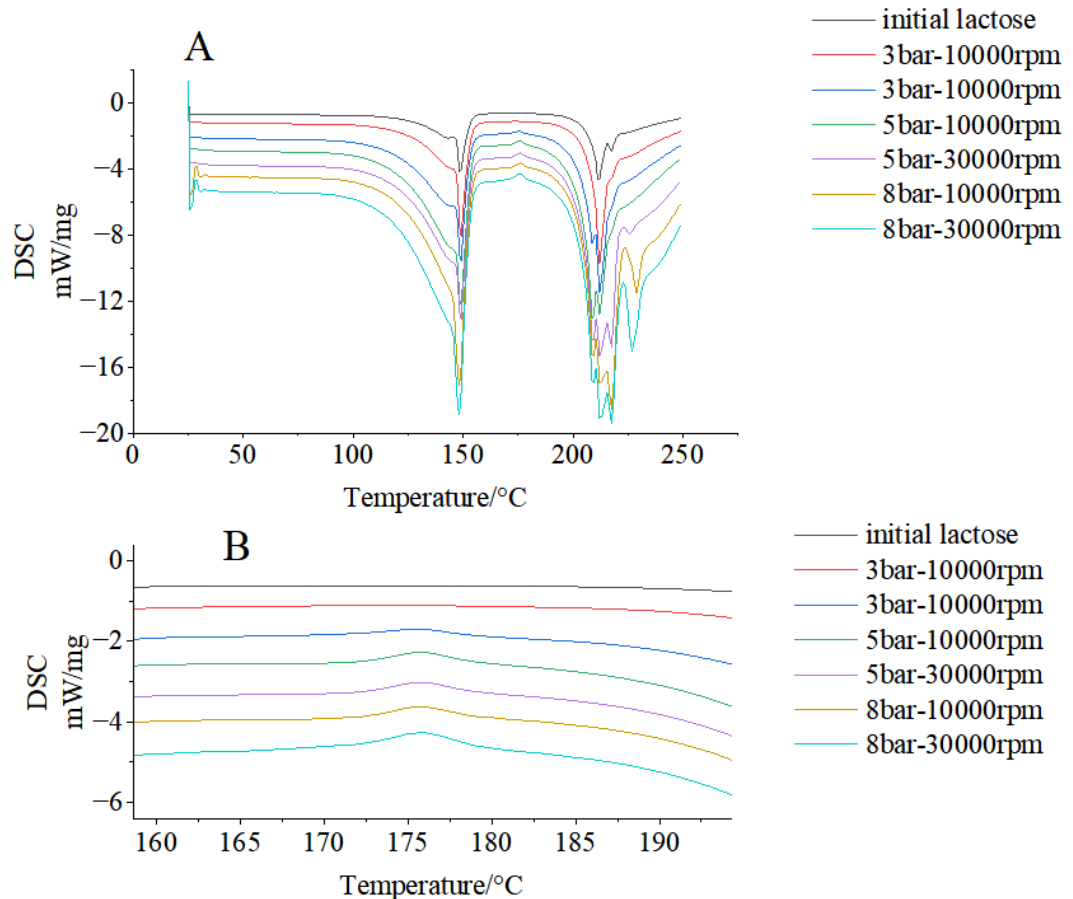 A
initial lactose
3bar-10000rpm
3bar-10000rpm
5bar-10000rpm
5bar-30000rpm
8bar-10000rpm
8bar-30000rpm
0
−4
−8
−12
−16
−20
DSC
mW/mg
0
50
100
150
200
250
Temperature/°C
B
initial lactose
3bar-10000rpm
3bar-10000rpm
5bar-10000rpm
5bar-30000rpm
8bar-10000rpm
8bar-30000rpm
0
−2
−4
−6
DSC
mW/mg
160
165
170
175
180
185
190
Temperature/°C